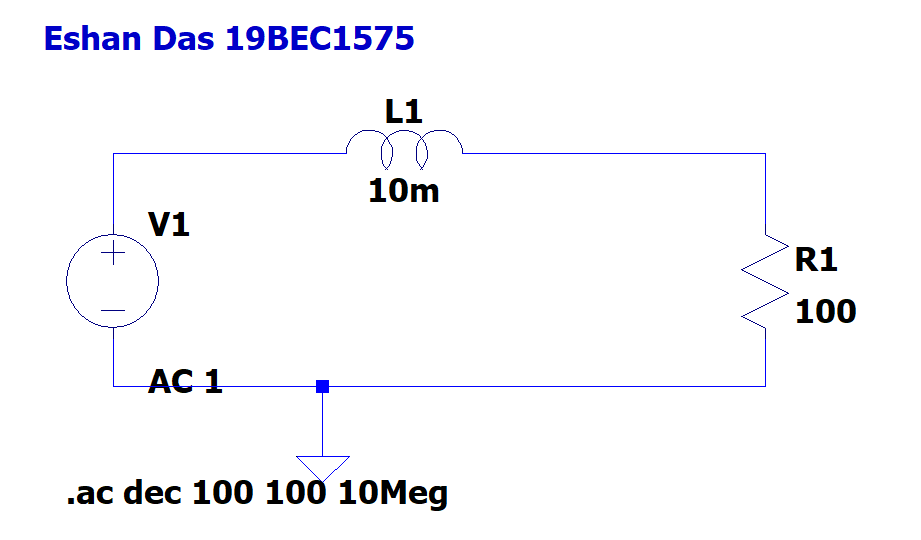 Eshan Das 19BEC1575
L1
10m
V1
R1
100
AC 1
.ac dec 100 100 10Meg